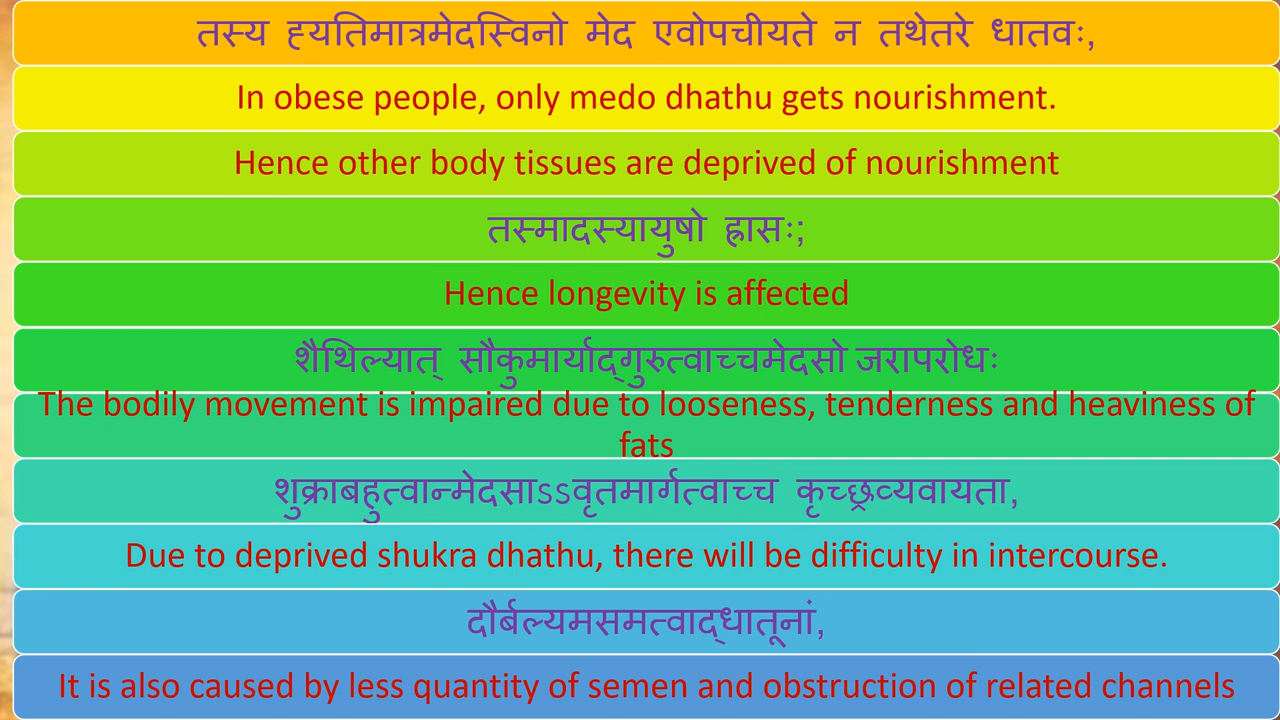 तस्य ह्यतिमात्रमेदस्विनो मेद एवोपचीयते न तथेतरे धातवः,
In obese people, only medo dhathu gets nourishment.
Hence other body tissues are deprived of nourishment
तस्मादस्यायुषो ह्रासः;
Hence longevity is affected
शैथिल्यात् सौकुमार्याद्गुरुत्वाच्चमेदसो जरापरोधः
The bodily movement is impaired due to looseness, tenderness and heaviness of
fats
शुक्राबहुत्वान्मेदसाऽऽवृतमार्गत्वाच्च कृच्छ्रव्यवायता,
Due to deprived shukra dhathu, there will be difficulty in intercourse.
दौर्बल्यमसमत्वाद्धातूनां,
It is also caused by less quantity of semen and obstruction of related channels